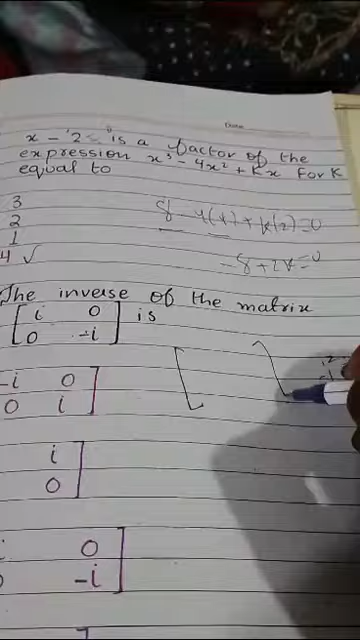 Date
x - 2 is a factor of the
expression x³ - 4x² + Kx For K
equal to
3
2
1
4 ✓
8 - 4(4) + K(2) = 0
-8 + 2K = 0
The inverse of the matrix
[ i 0
0 -i ] is
-i 0
0 i ]
i
0 ]
0
-i ]